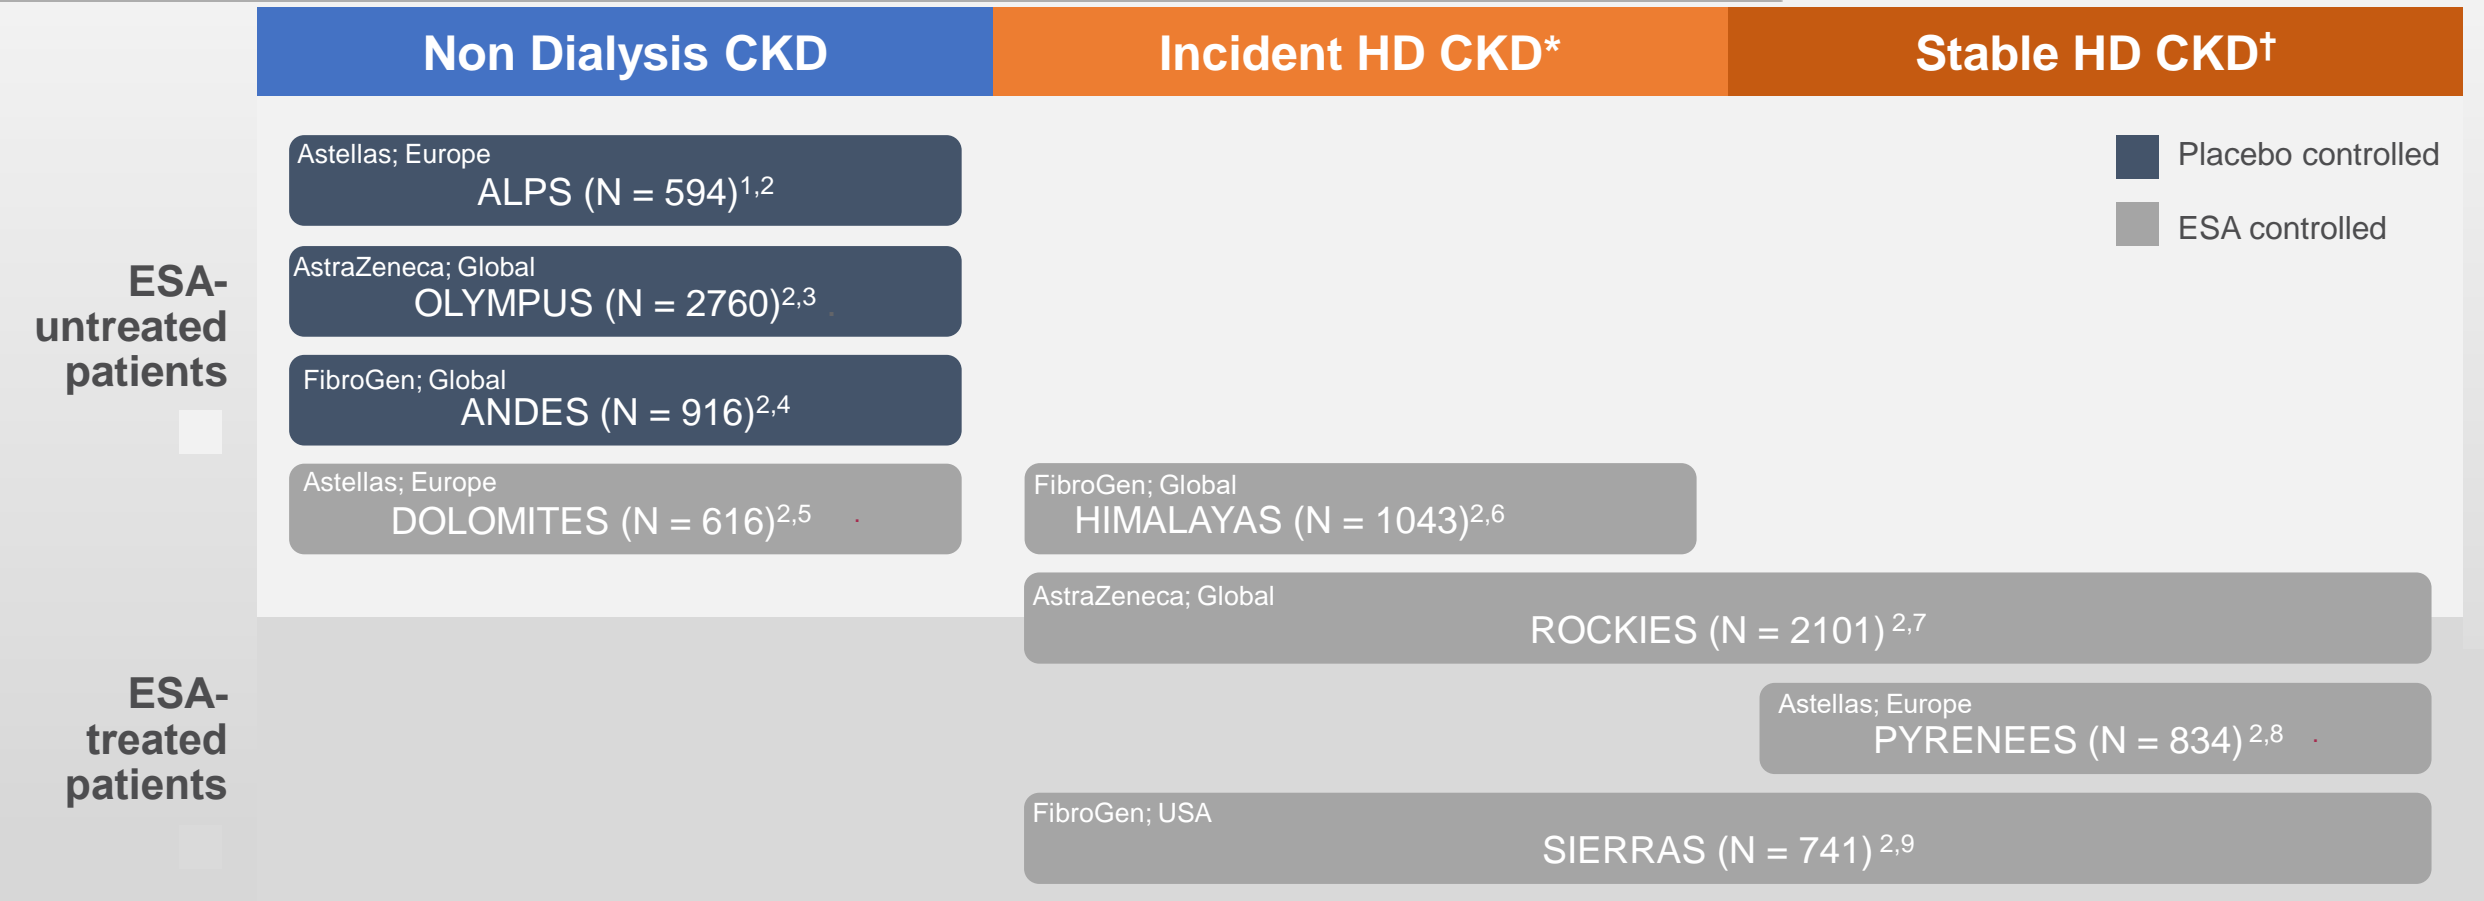 Non Dialysis CKD
Incident HD CKD*
Stable HD CKD†
Placebo controlled
ESA controlled
ESA-
untreated
patients
Astellas; Europe
ALPS (N = 594)1,2
AstraZeneca; Global
OLYMPUS (N = 2760)2,3
FibroGen; Global
ANDES (N = 916)2,4
Astellas; Europe
DOLOMITES (N = 616)2,5
FibroGen; Global
HIMALAYAS (N = 1043)2,6
AstraZeneca; Global
ROCKIES (N = 2101) 2,7
ESA-
treated
patients
Astellas; Europe
PYRENEES (N = 834) 2,8
FibroGen; USA
SIERRAS (N = 741) 2,9